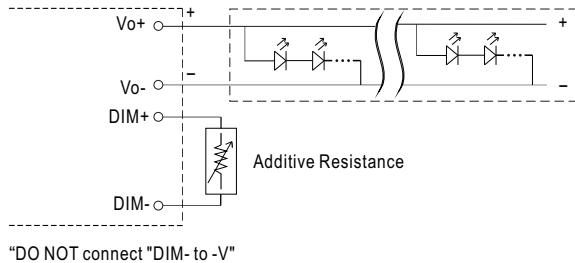 Vo+
+
+
Vo-
−
−
DIM+
Additive Resistance
DIM-
“DO NOT connect "DIM- to -V"